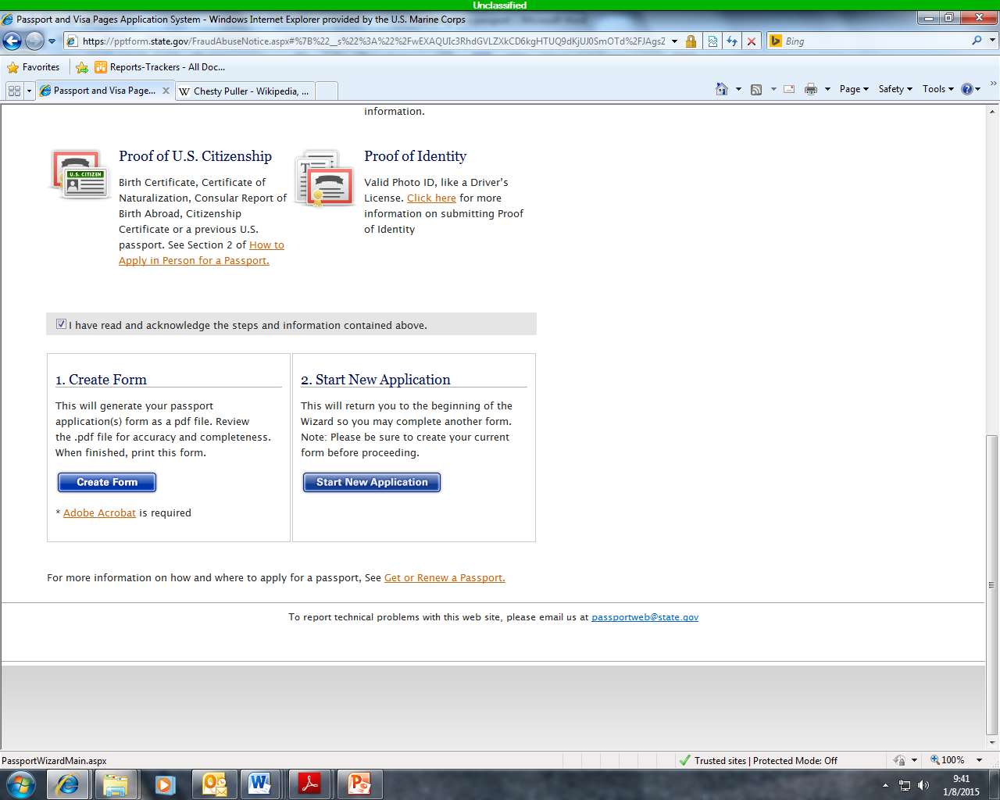 Unclassified
Passport and Visa Pages Application System - Windows Internet Explorer provided by the U.S. Marine Corps
https://pptform.state.gov/FraudAbuseNotice.aspx#%7B%22__s%22%3A%22%2FwEXAQUIc3RhdGVLZXkCD6kgHTUQ9dKjUJ0SmOTd%2FJAgsZ
Bing
Favorites
Reports-Trackers - All Doc...
Passport and Visa Page...
W Chesty Puller - Wikipedia, ...
Page
Safety
Tools
information.
Proof of U.S. Citizenship
U.S. CITIZEN
Birth Certificate, Certificate of
Naturalization, Consular Report of
Birth Abroad, Citizenship
Certificate or a previous U.S.
passport. See Section 2 of How to
Apply in Person for a Passport.
Proof of Identity
Valid Photo ID, like a Driver's
License. Click here for more
information on submitting Proof
of Identity
I have read and acknowledge the steps and information contained above.
1. Create Form
This will generate your passport
application(s) form as a pdf file. Review
the .pdf file for accuracy and completeness.
When finished, print this form.
Create Form
* Adobe Acrobat is required
2. Start New Application
This will return you to the beginning of the
Wizard so you may complete another form.
Note: Please be sure to create your current
form before proceeding.
Start New Application
For more information on how and where to apply for a passport, See Get or Renew a Passport.
To report technical problems with this web site, please email us at passportweb@state.gov
PassportWizardMain.aspx
Trusted sites | Protected Mode: Off
100%
9:41
1/8/2015